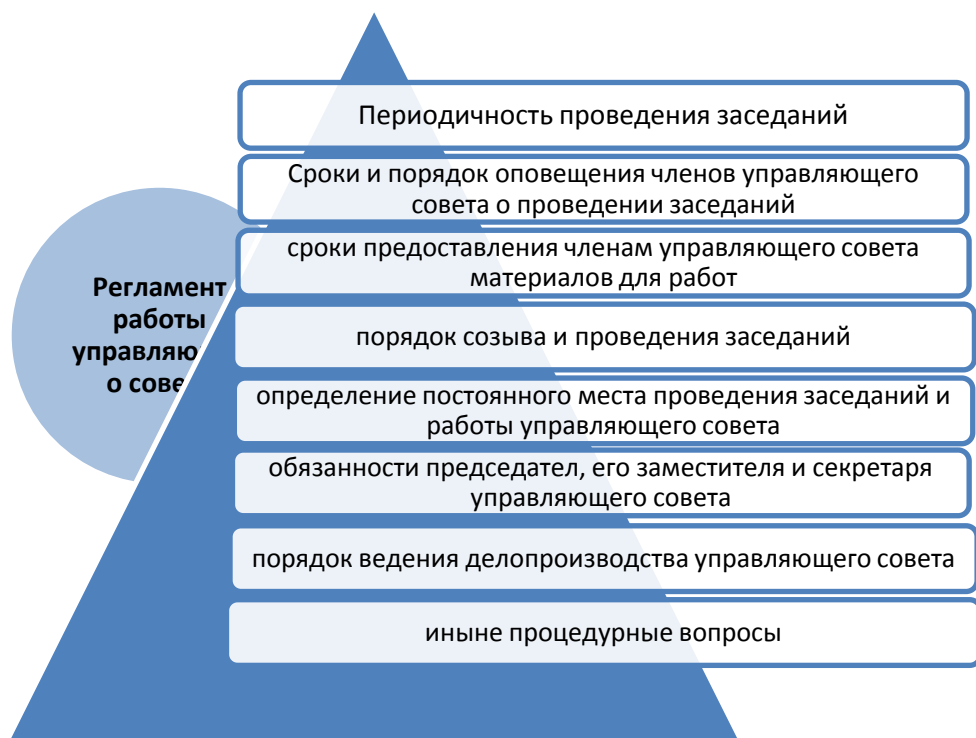 Периодичность проведения заседаний
Сроки и порядок оповещения членов управляющего
совета о проведении заседаний
сроки предоставления членам управляющего совета
материалов для работ
Регламент
работы
управляю
о сове
порядок созыва и проведения заседаний
определение постоянного места проведения заседаний и
работы управляющего совета
обязанности председател, его заместителя и секретаря
управляющего совета
порядок ведения делопроизводства управляющего совета
иныне процедурные вопросы